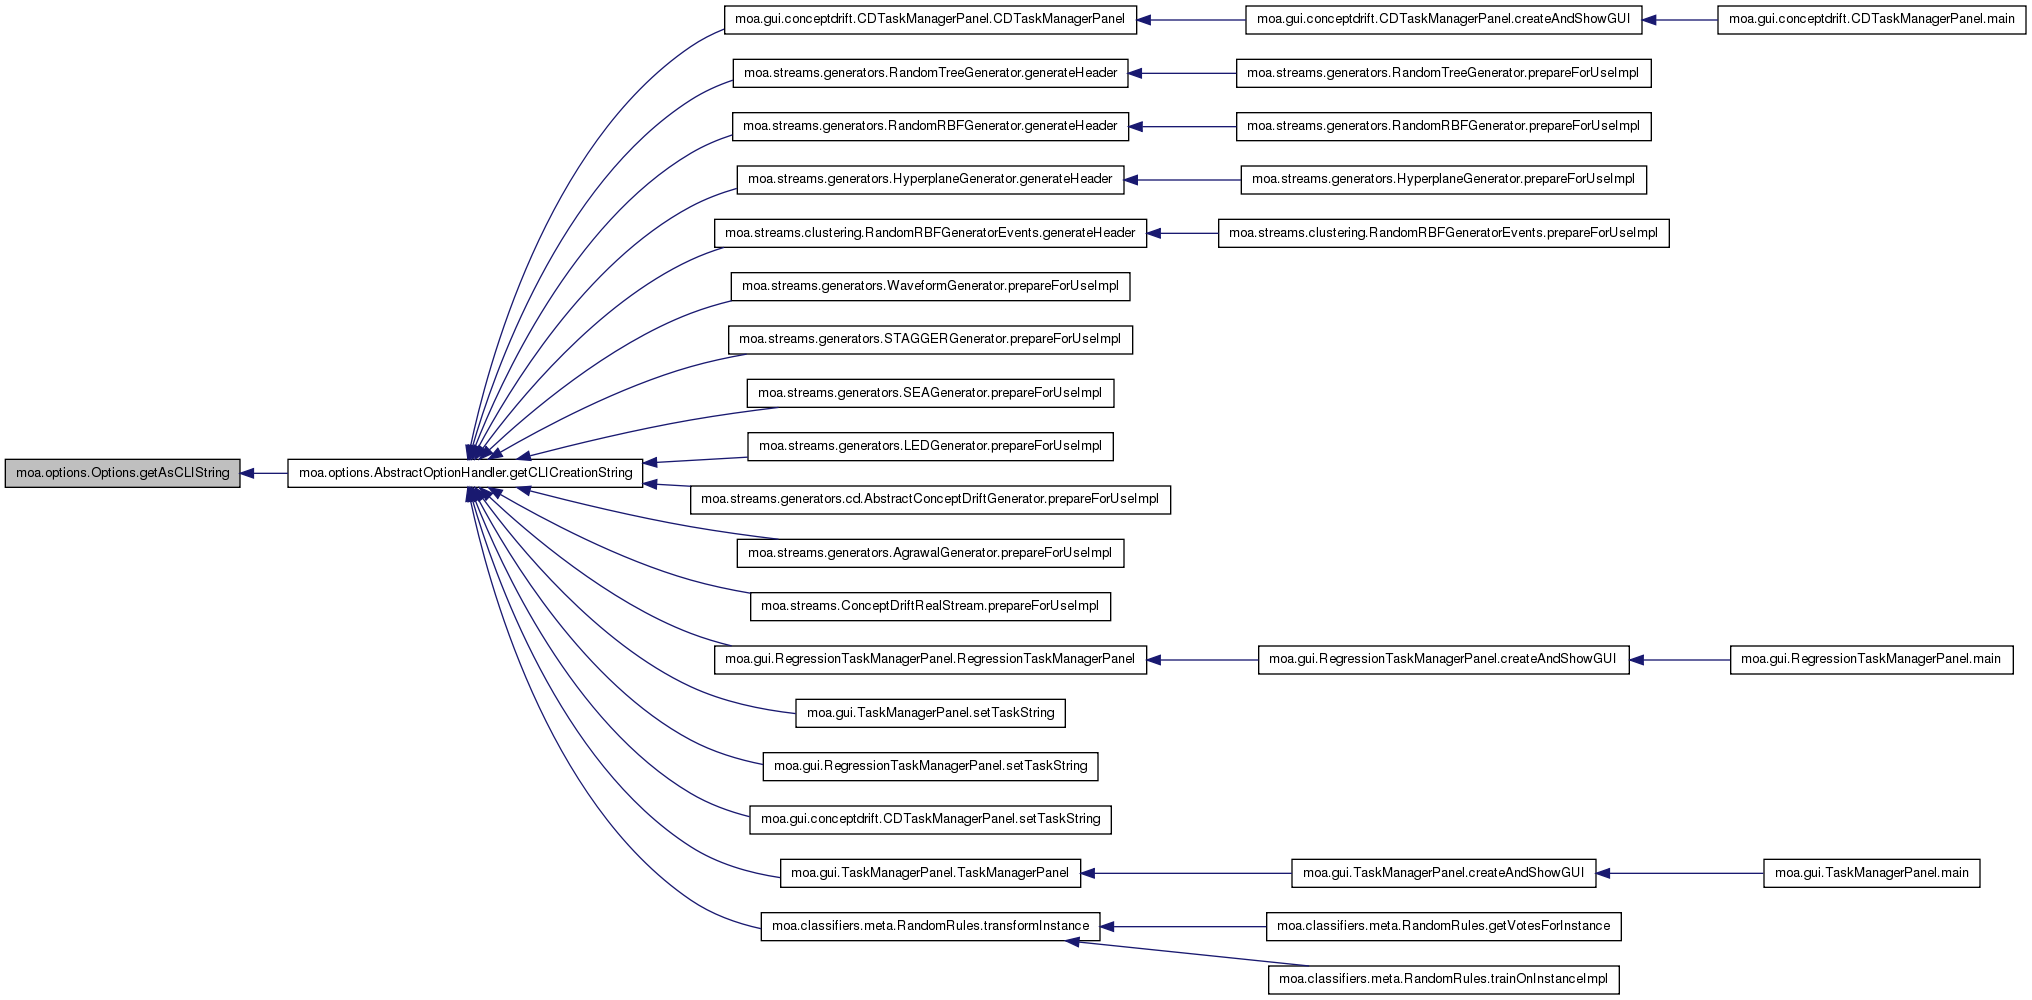 moa.gui.conceptdrift.CDTaskManagerPanel.CDTaskManagerPanel
moa.gui.conceptdrift.CDTaskManagerPanel.createAndShowGUI
moa.gui.conceptdrift.CDTaskManagerPanel.main
moa.streams.generators.RandomTreeGenerator.generateHeader
moa.streams.generators.RandomTreeGenerator.prepareForUseImpl
moa.streams.generators.RandomRBFGenerator.generateHeader
moa.streams.generators.RandomRBFGenerator.prepareForUseImpl
moa.streams.generators.HyperplaneGenerator.generateHeader
moa.streams.generators.HyperplaneGenerator.prepareForUseImpl
moa.streams.clustering.RandomRBFGeneratorEvents.generateHeader
moa.streams.clustering.RandomRBFGeneratorEvents.prepareForUseImpl
moa.streams.generators.WaveformGenerator.prepareForUseImpl
moa.streams.generators.STAGGERGenerator.prepareForUseImpl
moa.streams.generators.SEAGenerator.prepareForUseImpl
moa.streams.generators.LEDGenerator.prepareForUseImpl
moa.options.Options.getAsCLIString
moa.options.AbstractOptionHandler.getCLICreationString
moa.streams.generators.cd.AbstractConceptDriftGenerator.prepareForUseImpl
moa.streams.generators.AgrawalGenerator.prepareForUseImpl
moa.streams.ConceptDriftRealStream.prepareForUseImpl
moa.gui.RegressionTaskManagerPanel.RegressionTaskManagerPanel
moa.gui.RegressionTaskManagerPanel.createAndShowGUI
moa.gui.RegressionTaskManagerPanel.main
moa.gui.TaskManagerPanel.setTaskString
moa.gui.RegressionTaskManagerPanel.setTaskString
moa.gui.conceptdrift.CDTaskManagerPanel.setTaskString
moa.gui.TaskManagerPanel.TaskManagerPanel
moa.gui.TaskManagerPanel.createAndShowGUI
moa.gui.TaskManagerPanel.main
moa.classifiers.meta.RandomRules.transformInstance
moa.classifiers.meta.RandomRules.getVotesForInstance
moa.classifiers.meta.RandomRules.trainOnInstanceImpl